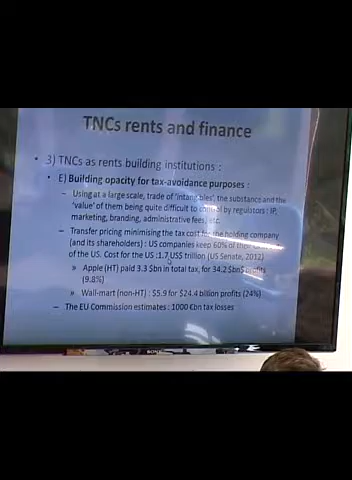 TNCs rents and finance
3) TNCs as rents building institutions :
E) Building opacity for tax-avoidance purposes :
– Using at a large scale, trade of 'intangibles', the substance and the
'value' of them being quite difficult to control by regulators : IP,
marketing, branding, administrative fees, etc.
– Transfer pricing minimising the tax cost for the holding company
(and its shareholders) : US companies keep 60% of their
of the US. Cost for the US :1.7 US$ trillion (US Senate, 2012)
» Apple (HT) paid 3.3 $bn in total tax, for 34.2 $bn$ profits
(9.8%)
» Wall-mart (non-HT) : $5.9 for $24.4 billion profits (24%)
– The EU Commission estimates : 1000 €bn tax losses